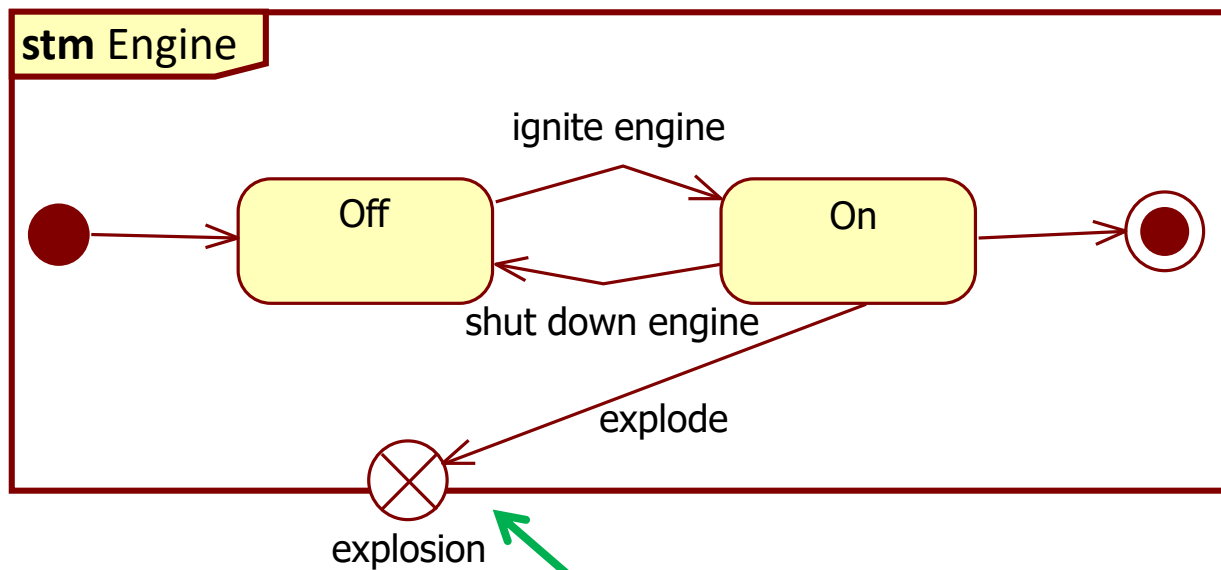 stm Engine
ignite engine
Off
On
shut down engine
explode
explosion